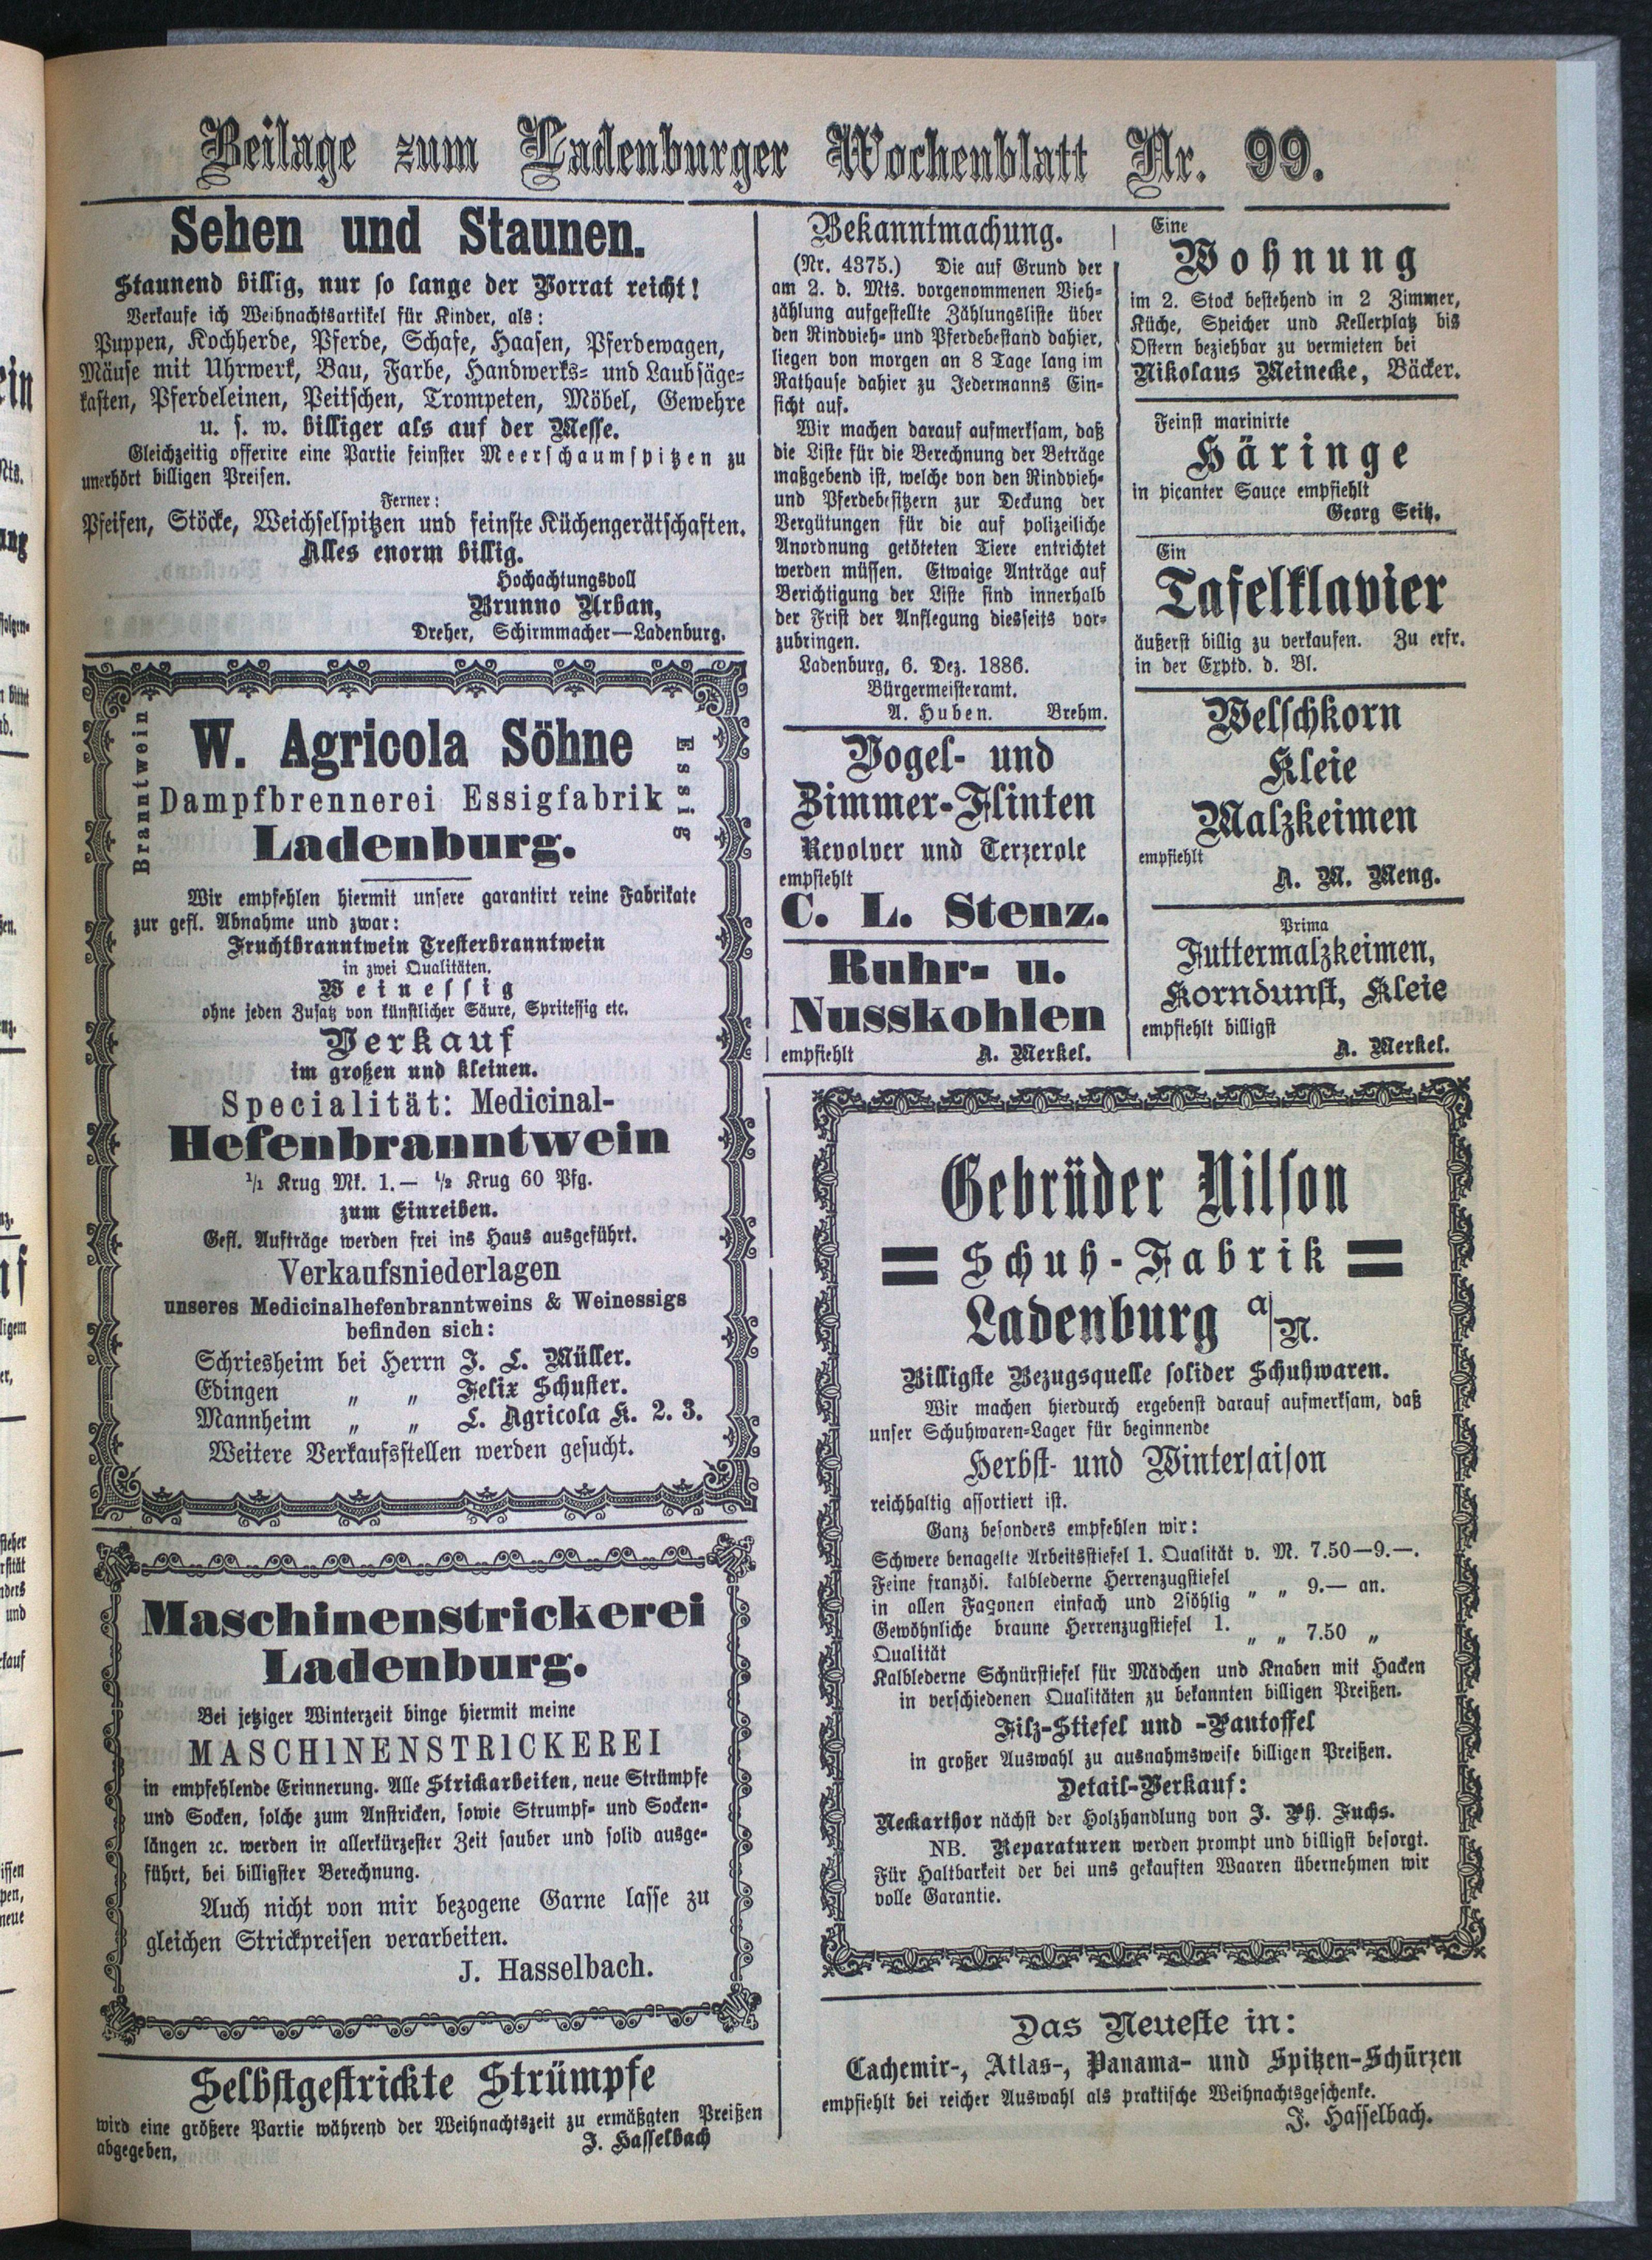 Beilage zum Ladenburger Wochenblatt Nr. 99.
Sehen und Staunen.
Staunend billig, nur so lange der Vorrat reicht!
Verkaufe ich Weihnachtsartikel für Kinder, als:
Puppen, Kochherde, Pferde, Schafe, Haasen, Pferdewagen,
Mäuse mit Uhrwerk, Bau, Farbe, Handwerks- und Laubsäge-
kasten, Pferdeleinen, Peitschen, Trompeten, Möbel, Gewehre
u. s. w. billiger als auf der Messe.
Gleichzeitig offerire eine Partie feinster Meerschaumspitzen zu
unerhört billigen Preisen.
Ferner:
Pfeifen, Stöcke, Weichselspitzen und feinste Küchengerätschaften.
Alles enorm billig.
Hochachtungsvoll
Brunno Urban,
Dreher, Schirmmacher—Ladenburg.
Branntwein
Essig
W. Agricola Söhne
Dampfbrennerei Essigfabrik
Ladenburg.
Wir empfehlen hiermit unsere garantirt reine Fabrikate
zur gefl. Abnahme und zwar:
Fruchtbranntwein Tresterbranntwein
in zwei Qualitäten.
Weinessig
ohne jeden Zusatz von künstlicher Säure, Spritessig etc.
Verkauf
im großen und kleinen.
Specialität: Medicinal-
Hefenbranntwein
1/1 Krug Mk. 1.— 1/2 Krug 60 Pfg.
zum Einreiben.
Gefl. Aufträge werden frei ins Haus ausgeführt.
Verkaufsniederlagen
unseres Medicinalhefenbranntweins & Weinessigs
befinden sich:
Schriesheim bei Herrn J. L. Müller.
Edingen " " Felix Schuster.
Mannheim " " L. Agricola K. 2. 3.
Weitere Verkaufsstellen werden gesucht.
Maschinenstrickerei
Ladenburg.
Bei jetziger Winterzeit binge hiermit meine
MASCH1NENSTR1CKEREI
in empfehlende Erinnerung. Alle Strickarbeiten, neue Strümpfe
und Socken, solche zum Anstricken, sowie Strumpf- und Socken-
längen ꝛc. werden in allerkürzester Zeit sauber und solid ausge-
führt, bei billigster Berechnung.
Auch nicht von mir bezogene Garne lasse zu
gleichen Strickpreisen verarbeiten.
J. Hasselbach.
Selbstgestrickte Strümpfe
wird eine größere Partie während der Weihnachtszeit zu ermäßgten Preißen
abgegeben,
J. Hasselbach
Bekanntmachung.
(Nr. 4375.) Die auf Grund der
am 2. d. Mts. vorgenommenen Vieh-
zählung aufgestellte Zählungsliste über
den Rindvieh- und Pferdebestand dahier,
liegen von morgen an 8 Tage lang im
Rathause dahier zu Jedermanns Ein-
sicht auf.
Wir machen darauf aufmerksam, daß
die Liste für die Berechnung der Beträge
maßgebend ist, welche von den Rindvieh-
und Pferdebesitzern zur Deckung der
Vergütungen für die auf polizeiliche
Anordnung getöteten Tiere entrichtet
werden müssen. Etwaige Anträge auf
Berichtigung der Liste sind innerhalb
der Frist der Auflegung diesseits vor-
zubringen.
Ladenburg, 6. Dez. 1886.
Bürgermeisteramt.
A. Huben. Brehm.
Vogel- und
Zimmer-Flinten
Revolver und Terzerole
empfiehlt
C. L. Stenz.
Ruhr- u.
Nusskohlen
empfiehlt A. Merkel.
Eine
Wohnung
im 2. Stock bestehend in 2 Zimmer,
Küche, Speicher und Kellerplatz bis
Ostern beziehbar zu vermieten bei
Nikolaus Meinecke, Bäcker.
Feinst marinirte
Häringe
in picanter Sauce empfiehlt
Georg Seitz.
Ein
Tafelklavier
äußerst billig zu verkaufen. Zu erfr.
in der Exptd. d. Bl.
Welschkorn
Kleie
Malzkeimen
empfiehlt
A. M. Meng.
Prima
Futtermalzkeimen,
Korndunst, Kleie
empfiehlt billigst
A. Merkel.
Gebrüder Nilson
= Schuh-Fabrik =
Ladenburg a/N.
Billigste Bezugsquelle solider Schuhwaren.
Wir machen hierdurch ergebenst darauf aufmerksam, daß
unser Schuhwaren-Lager für beginnende
Herbst- und Wintersaison
reichhaltig assortiert ist.
Ganz besonders empfehlen wir:
Schwere benagelte Arbeitsstiefel 1. Qualität v. M. 7.50—9.—.
Feine französ. kalblederne Herrenzugstiefel
in allen Façonen einfach und 2söhlig " " 9.— an.
Gewöhnliche braune Herrenzugstiefel 1.
Qualität " " 7.50 "
Kalblederne Schnürstiefel für Mädchen und Knaben mit Hacken
in verschiedenen Qualitäten zu bekannten billigen Preißen.
Filz-Stiefel und -Pantoffel
in großer Auswahl zu ausnahmsweise billigen Preißen.
Detail-Verkauf:
Neckarthor nächst der Holzhandlung von J. Ph. Fuchs.
NB. Reparaturen werden prompt und billigst besorgt.
Für Haltbarkeit der bei uns gekauften Waaren übernehmen wir
volle Garantie.
Das Neueste in:
Cachemir-, Atlas-, Panama- und Spitzen-Schürzen
empfiehlt bei reicher Auswahl als praktische Weihnachtsgeschenke.
J. Hasselbach.